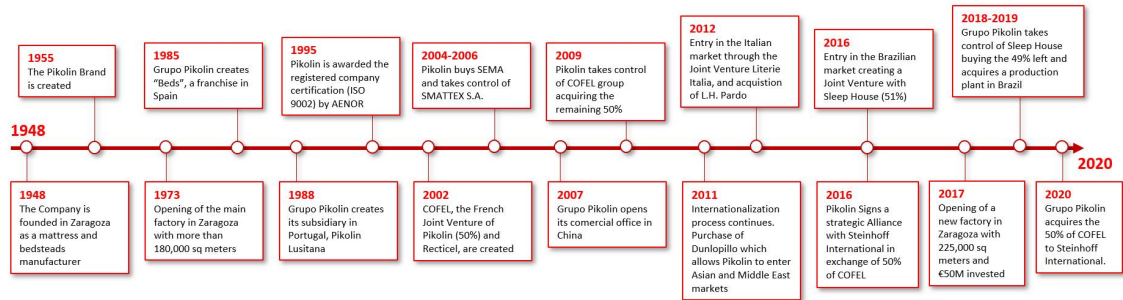 1955
The Pikolin Brand
is created
1985
Grupo Pikolin creates
"Beds", a franchise in
Spain
1995
Pikolin is awarded the
registered company
certification (ISO
9002) by AENOR
2004-2006
Pikolin buys SEMA
and takes control of
SMATTEX S.A.
2009
Pikolin takes control
of COFEL group
acquiring the
remaining 50%
2012
Entry in the Italian
market through the
Joint Venture Literie
Italia, and acquistion
of L.H. Pardo
2016
Entry in the Brazilian
market creating a
Joint Venture with
Sleep House (51%)
2018-2019
Grupo Pikolin takes
control of Sleep House
buying the 49% left and
acquires a production
plant in Brazil
1948
2020
1948
The Company is
founded in Zaragoza
as a mattress and
bedsteads
manufacturer
1973
Opening of the main
factory in Zaragoza
with more than
180,000 sq meters
1988
Grupo Pikolin creates
its subsidiary in
Portugal, Pikolin
Lusitana
2002
COFEL, the French
Joint Venture of
Pikolin (50%) and
Recticel, are created
2007
Grupo Pikolin opens
its comercial office in
China
2011
Internationalization
process continues.
Purchase of
Dunlopillo which
allows Pikolin to enter
Asian and Middle East
markets
2016
Pikolin Signs a
strategic Alliance
with Steinhoff
International in
exchange of 50%
of COFEL
2017
Opening of a
new factory in
Zaragoza with
225,000 sq
meters and
€50M invested
2020
Grupo Pikolin
acquires the
50% of COFEL
to Steinhoff
International.